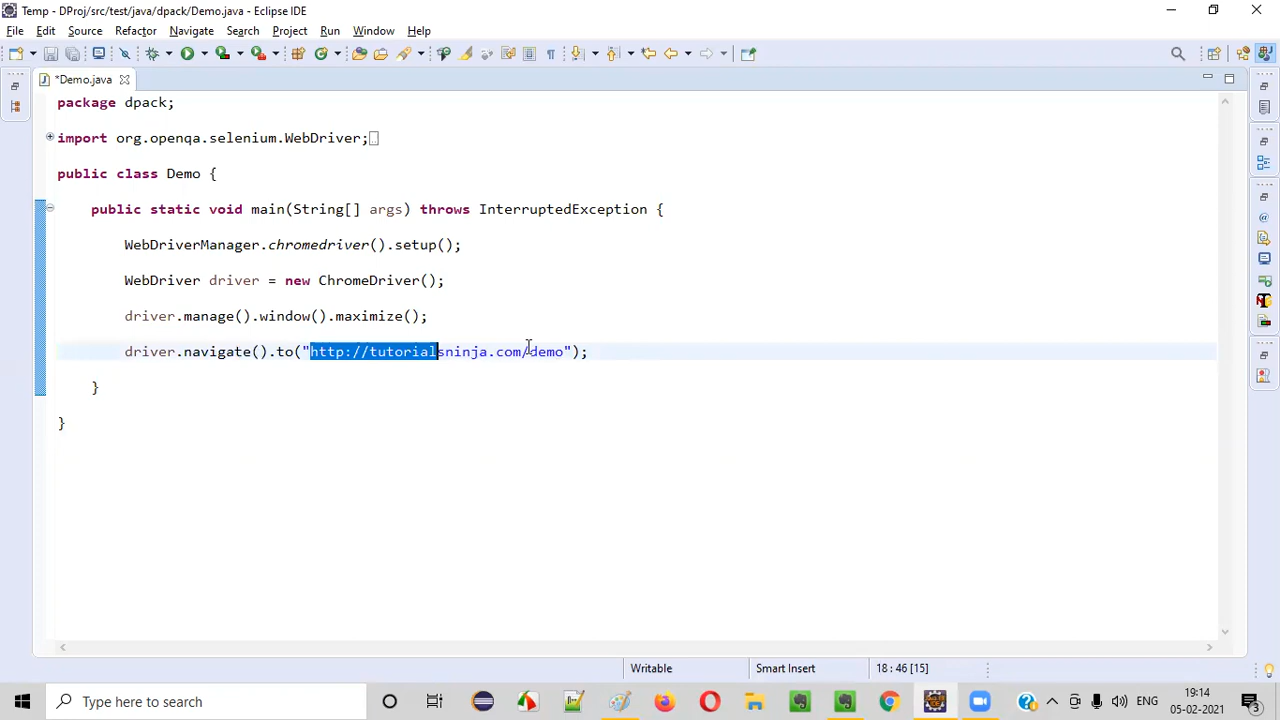 Temp - DProj/src/test/java/dpack/Demo.java - Eclipse IDE
File Edit Source Refactor Navigate Search Project Run Window Help
*Demo.java
package dpack;
import org.openqa.selenium.WebDriver;
public class Demo {
public static void main(String[] args) throws InterruptedException {
WebDriverManager.chromedriver().setup();
WebDriver driver = new ChromeDriver();
driver.manage().window().maximize();
driver.navigate().to("http://tutorialsninja.com/demo");
}
}
Writable Smart Insert 18 : 46 [15]
Type here to search
ENG 19:14
05-02-2021
3